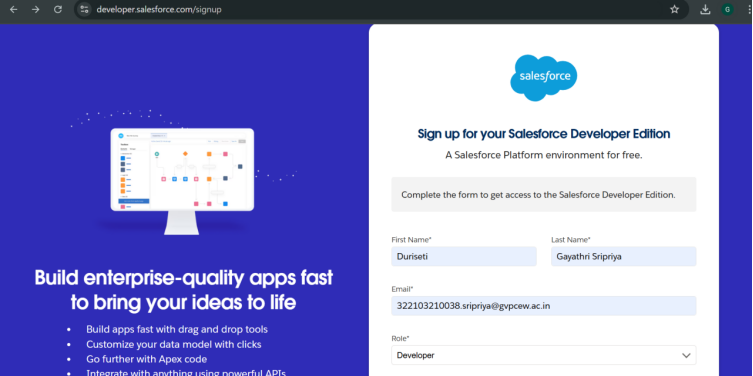 developer.salesforce.com/signup
G
salesforce
Sign up for your Salesforce Developer Edition
A Salesforce Platform environment for free.
Complete the form to get access to the Salesforce Developer Edition.
First Name*
Last Name*
Duriseti
Gayathri Sripriya
Email*
322103210038.sripriya@gvpcew.ac.in
Role*
Developer
Build enterprise-quality apps fast
to bring your ideas to life
• Build apps fast with drag and drop tools
• Customize your data model with clicks
• Go further with Apex code
• Integrate with anything using powerful APIs